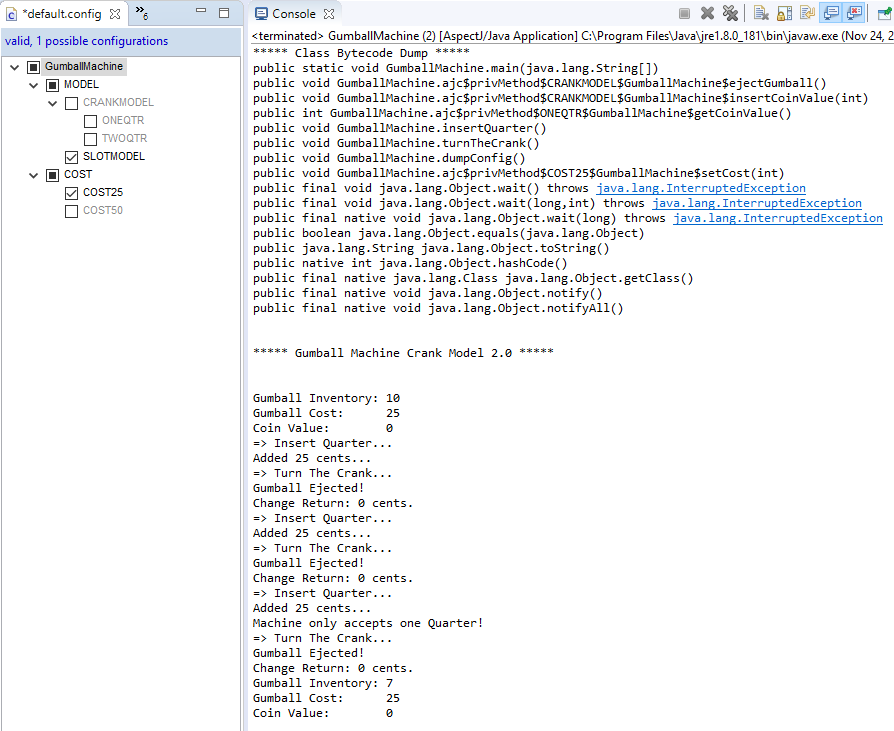 *default.config
»6
valid, 1 possible configurations
GumballMachine
MODEL
CRANKMODEL
ONEQTR
TWOQTR
SLOTMODEL
COST
COST25
COST50
Console
<terminated> GumballMachine (2) [AspectJ/Java Application] C:\Program Files\Java\jre1.8.0_181\bin\javaw.exe (Nov 24, 2
***** Class Bytecode Dump *****
public static void GumballMachine.main(java.lang.String[])
public void GumballMachine.ajc$privMethod$CRANKMODEL$GumballMachine$ejectGumball()
public void GumballMachine.ajc$privMethod$CRANKMODEL$GumballMachine$insertCoinValue(int)
public int GumballMachine.ajc$privMethod$ONEQTR$GumballMachine$getCoinValue()
public void GumballMachine.insertQuarter()
public void GumballMachine.turnTheCrank()
public void GumballMachine.dumpConfig()
public void GumballMachine.ajc$privMethod$COST25$GumballMachine$setCost(int)
public final void java.lang.Object.wait() throws java.lang.InterruptedException
public final void java.lang.Object.wait(long,int) throws java.lang.InterruptedException
public final native void java.lang.Object.wait(long) throws java.lang.InterruptedException
public boolean java.lang.Object.equals(java.lang.Object)
public java.lang.String java.lang.Object.toString()
public native int java.lang.Object.hashCode()
public final native java.lang.Class java.lang.Object.getClass()
public final native void java.lang.Object.notify()
public final native void java.lang.Object.notifyAll()
***** Gumball Machine Crank Model 2.0 *****
Gumball Inventory: 10
Gumball Cost: 25
Coin Value: 0
=> Insert Quarter...
Added 25 cents...
=> Turn The Crank...
Gumball Ejected!
Change Return: 0 cents.
=> Insert Quarter...
Added 25 cents...
=> Turn The Crank...
Gumball Ejected!
Change Return: 0 cents.
=> Insert Quarter...
Added 25 cents...
Machine only accepts one Quarter!
=> Turn The Crank...
Gumball Ejected!
Change Return: 0 cents.
Gumball Inventory: 7
Gumball Cost: 25
Coin Value: 0